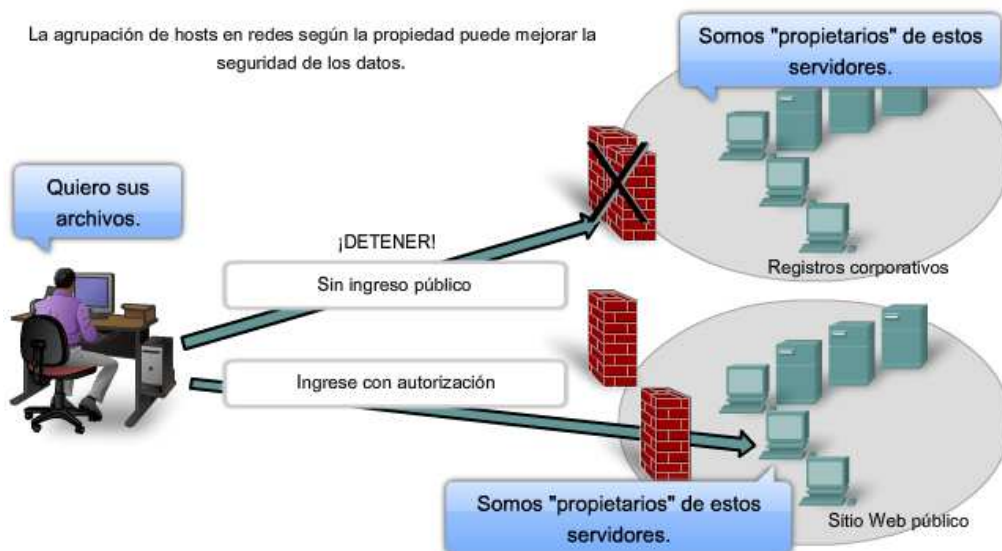 La agrupación de hosts en redes según la propiedad puede mejorar la
seguridad de los datos.
Somos "propietarios" de estos
servidores.
Quiero sus
archivos.
¡DETENER!
Sin ingreso público
Registros corporativos
Ingrese con autorización
Somos "propietarios" de estos
servidores.
Sitio Web público